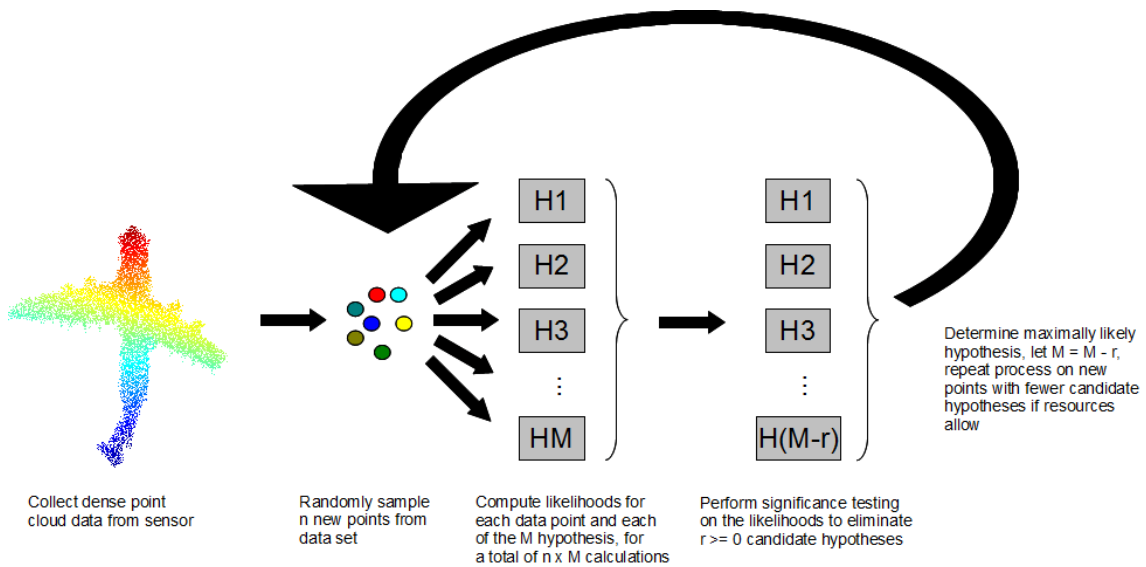 H1
H2
H3
...
HM
H1
H2
H3
...
H(M-r)
Determine maximally likely
hypothesis, let M = M - r,
repeat process on new
points with fewer candidate
hypotheses if resources
allow
Collect dense point
cloud data from sensor
Randomly sample
n new points from
data set
Compute likelihoods for
each data point and each
of the M hypothesis, for
a total of n x M calculations
Perform significance testing
on the likelihoods to eliminate
r >= 0 candidate hypotheses